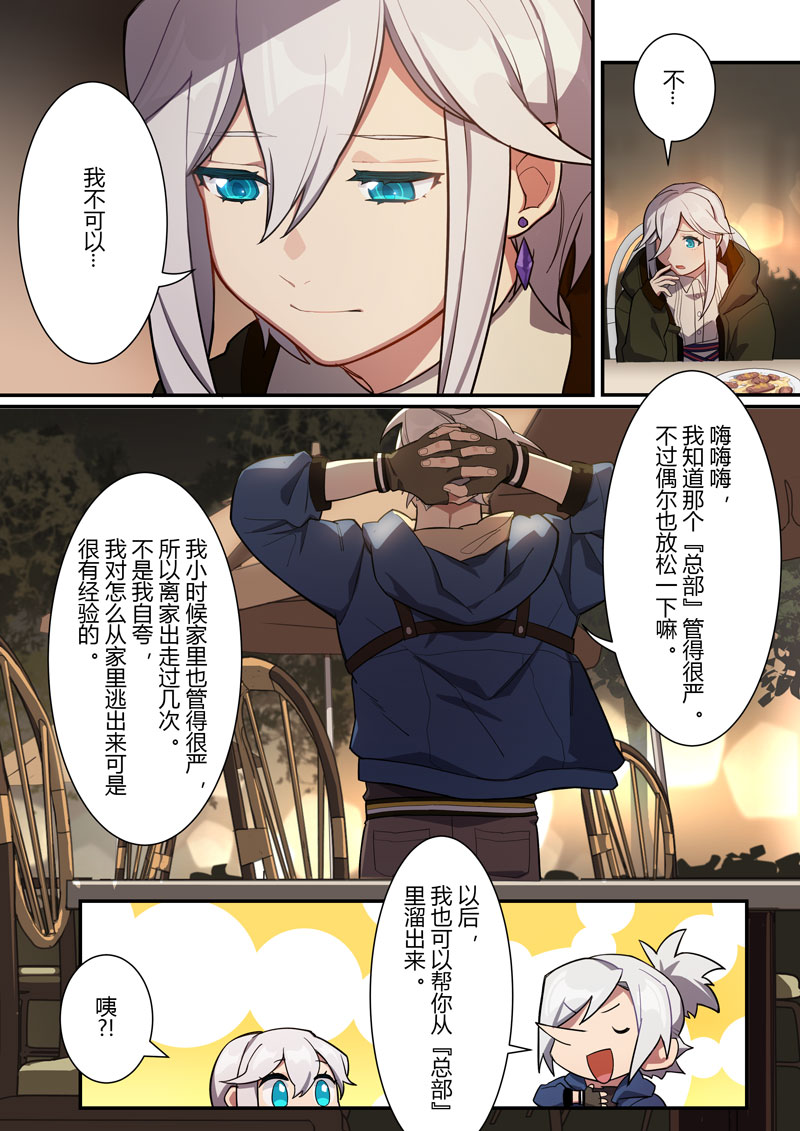 我不可以…
不…
嗨嗨嗨，
我知道那个『总部』管得很严。
不过偶尔也放松一下嘛。
我小时候家里也管得很严，
所以离家出走过几次。
不是我自夸，
我对怎么从家里逃出来可是
很有经验的。
以后，
我也可以帮你从『总部』
里溜出来。
咦?!